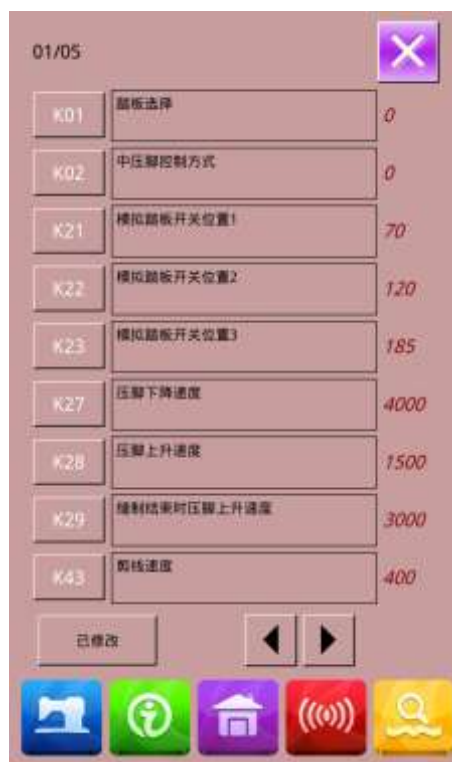 01/05
K01 踏板选择 0
K02 中压脚控制方式 0
K21 模拟踏板开关位置1 70
K22 模拟踏板开关位置2 120
K23 模拟踏板开关位置3 185
K27 压脚下降速度 4000
K28 压脚上升速度 1500
K29 缝制结束时压脚上升速度 3000
K43 剪线速度 400
已修改